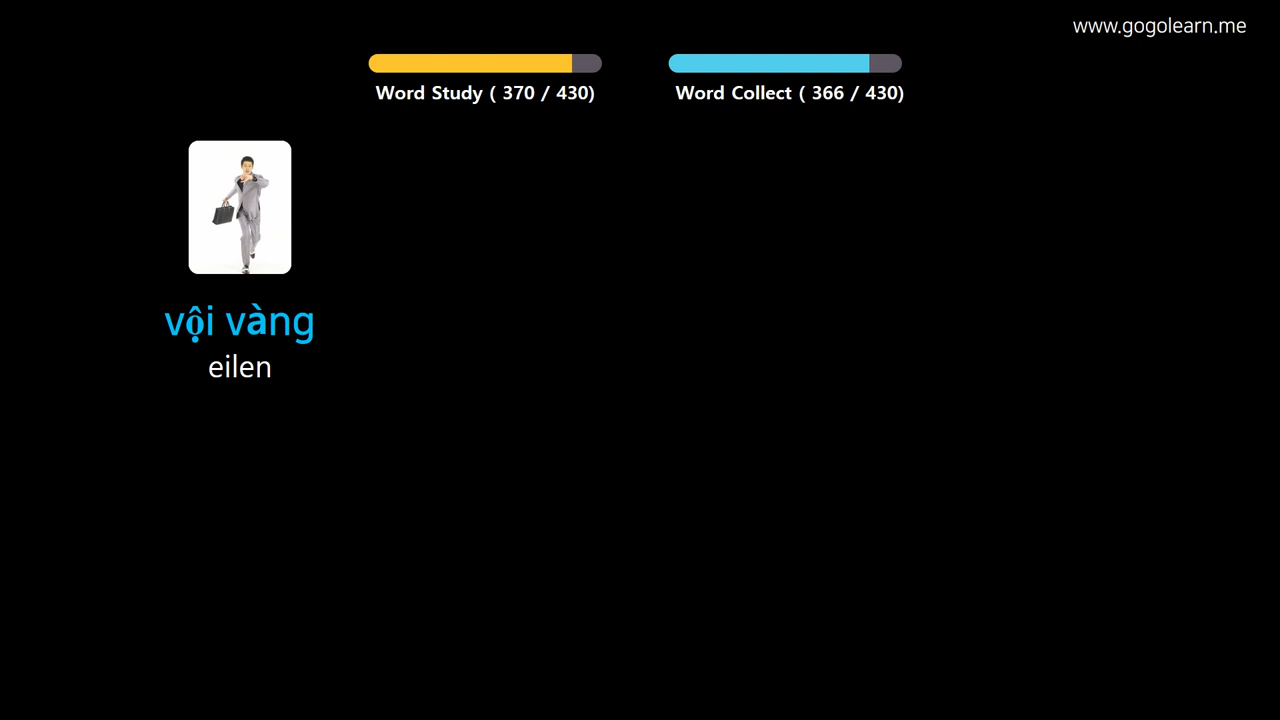 www.gogolearn.me
Word Study ( 370 / 430)
Word Collect ( 366 / 430)
vội vàng
eilen